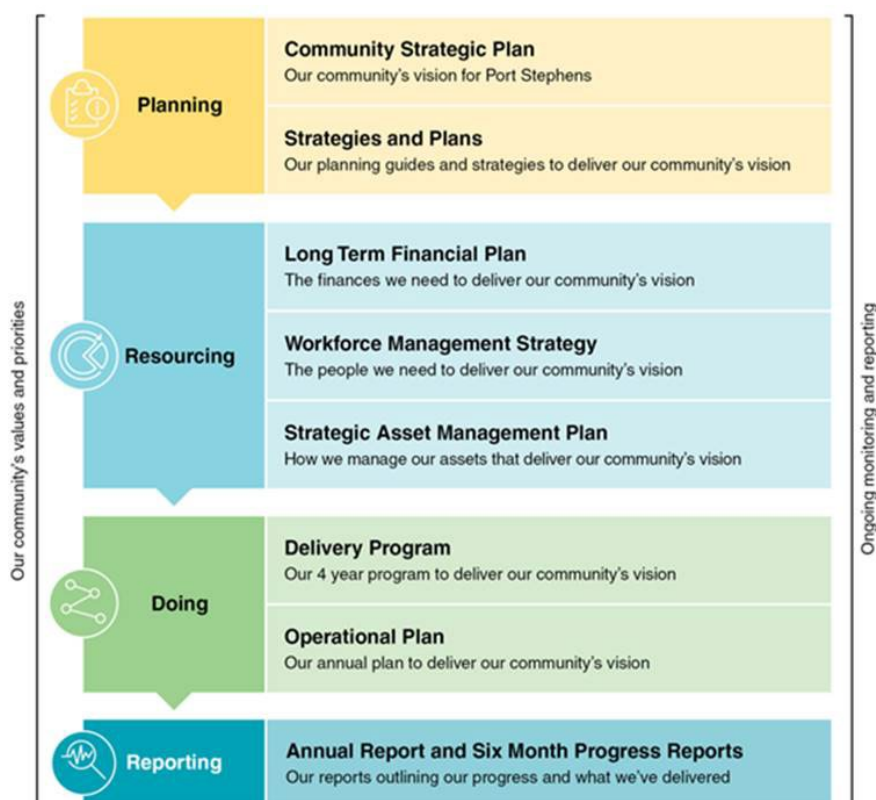 Our community's values and priorities
Planning
Community Strategic Plan
Our community's vision for Port Stephens
Strategies and Plans
Our planning guides and strategies to deliver our community's vision
Resourcing
Long Term Financial Plan
The finances we need to deliver our community's vision
Workforce Management Strategy
The people we need to deliver our community's vision
Strategic Asset Management Plan
How we manage our assets that deliver our community's vision
Doing
Delivery Program
Our 4 year program to deliver our community's vision
Operational Plan
Our annual plan to deliver our community's vision
Reporting
Annual Report and Six Month Progress Reports
Our reports outlining our progress and what we've delivered
Ongoing monitoring and reporting